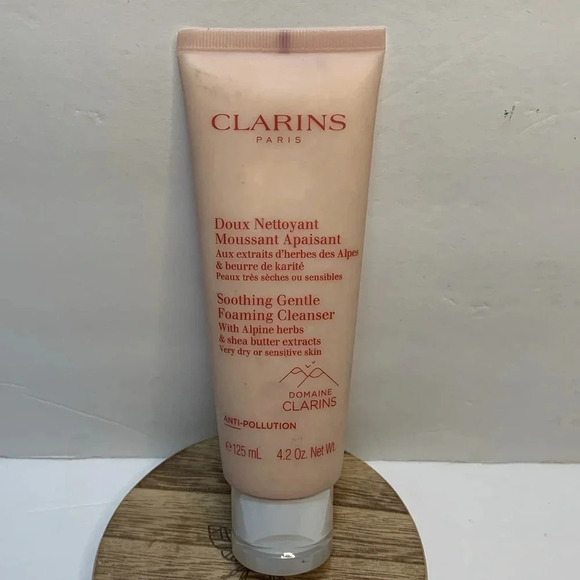 CLARINS
PARIS
Doux Nettoyant
Moussant Apaisant
Aux extraits d'herbes des Alpes
& beurre de karité
Peaux très sèches ou sensibles
Soothing Gentle
Foaming Cleanser
With Alpine herbs
& shea butter extracts
Very dry or sensitive skin
DOMAINE
CLARINS
ANTI-POLLUTION
℮125 mL 4.2 Oz. Net Wt.